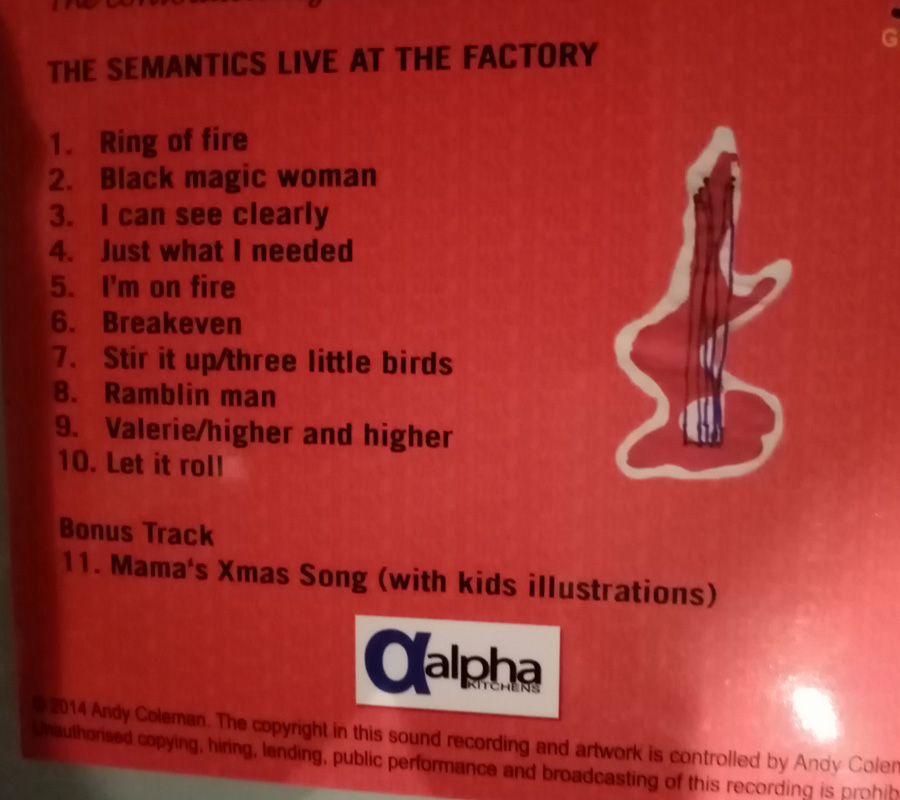 THE SEMANTICS LIVE AT THE FACTORY
1. Ring of fire
2. Black magic woman
3. I can see clearly
4. Just what I needed
5. I'm on fire
6. Breakeven
7. Stir it up/three little birds
8. Ramblin man
9. Valerie/higher and higher
10. Let it roll
Bonus Track
11. Mama's Xmas Song (with kids illustrations)
α alpha
KITCHENS
© 2014 Andy Coleman. The copyright in this sound recording and artwork is controlled by Andy Colem
Unauthorised copying, hiring, lending, public performance and broadcasting of this recording is prohib